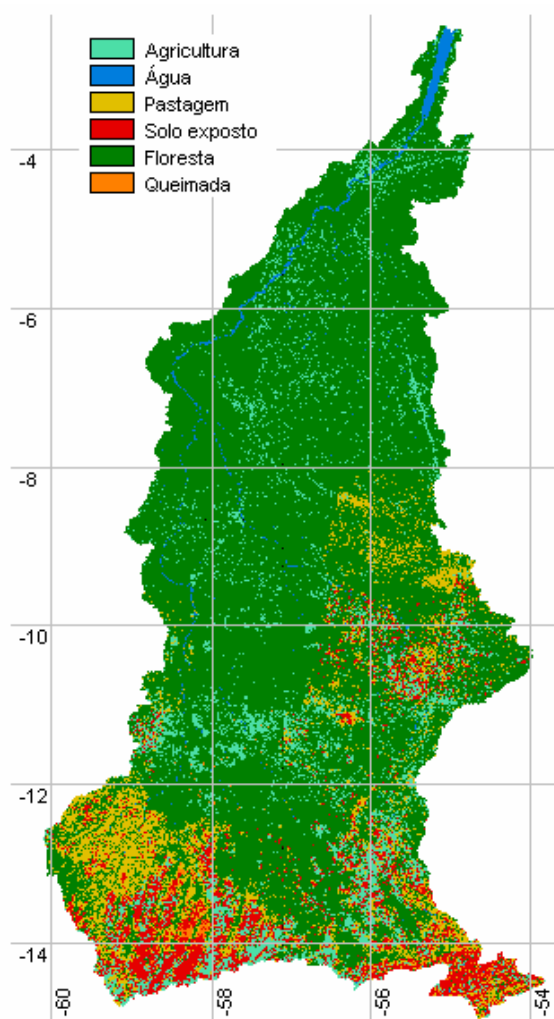 Agricultura
Água
Pastagem
Solo exposto
Floresta
Queimada
-4
-6
-8
-10
-12
-14
-60
-58
-56
-54